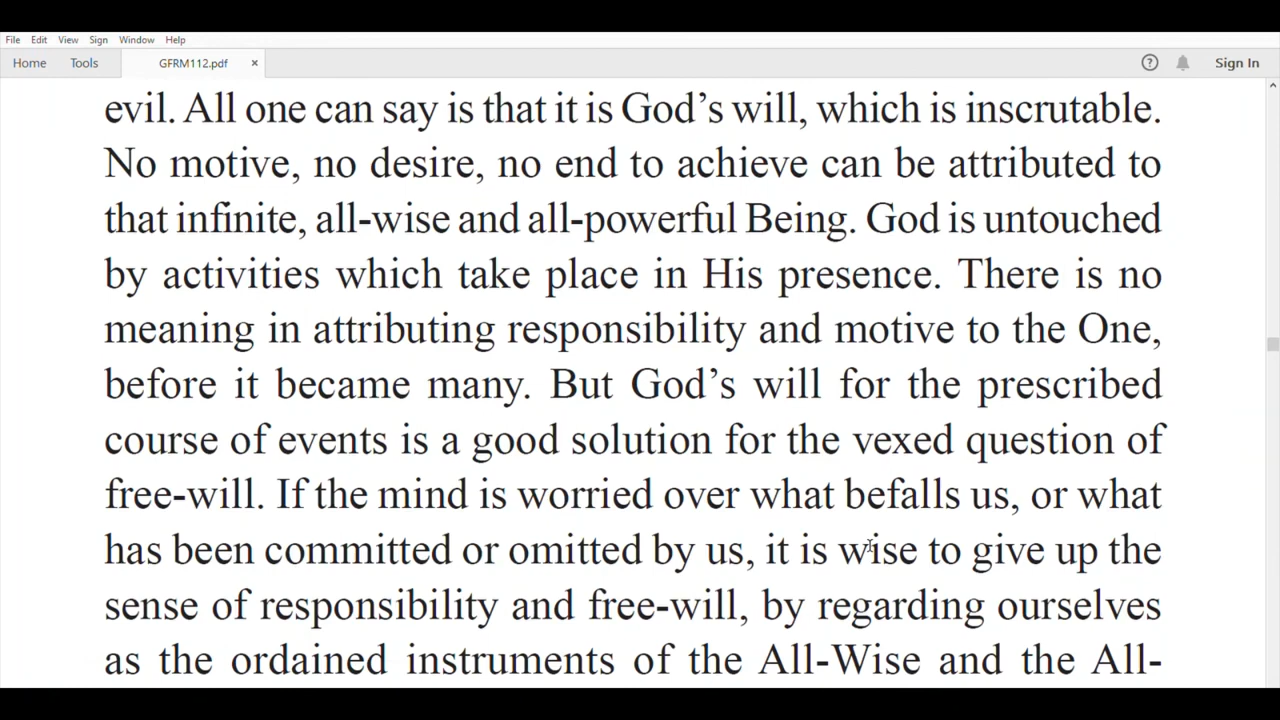 File Edit View Sign Window Help
Home Tools GFRM112.pdf × ? Sign In
evil. All one can say is that it is God’s will, which is inscrutable.
No motive, no desire, no end to achieve can be attributed to
that infinite, all-wise and all-powerful Being. God is untouched
by activities which take place in His presence. There is no
meaning in attributing responsibility and motive to the One,
before it became many. But God’s will for the prescribed
course of events is a good solution for the vexed question of
free-will. If the mind is worried over what befalls us, or what
has been committed or omitted by us, it is wise to give up the
sense of responsibility and free-will, by regarding ourselves
as the ordained instruments of the All-Wise and the All-